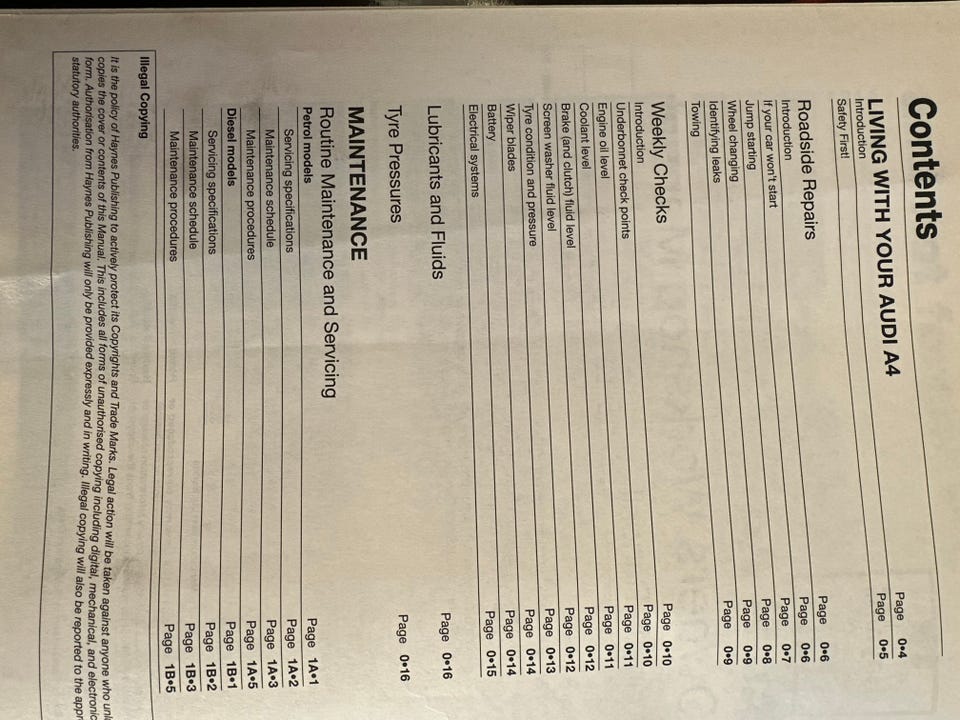 Contents
LIVING WITH YOUR AUDI A4
Introduction Page 0•4
Safety First! Page 0•5
Roadside Repairs
Introduction Page 0•6
If your car won't start Page 0•6
Jump starting Page 0•7
Wheel changing Page 0•8
Identifying leaks Page 0•9
Towing Page 0•9
Weekly Checks
Introduction Page 0•10
Underbonnet check points Page 0•10
Engine oil level Page 0•11
Coolant level Page 0•11
Brake (and clutch) fluid level Page 0•12
Screen washer fluid level Page 0•12
Tyre condition and pressure Page 0•13
Wiper blades Page 0•14
Battery Page 0•14
Electrical systems Page 0•15
Lubricants and Fluids Page 0•16
Tyre Pressures Page 0•16
MAINTENANCE
Routine Maintenance and Servicing
Petrol models Page 1A•1
Servicing specifications Page 1A•2
Maintenance schedule Page 1A•3
Maintenance procedures Page 1A•5
Diesel models Page 1B•1
Servicing specifications Page 1B•2
Maintenance schedule Page 1B•3
Maintenance procedures Page 1B•5
Illegal Copying
It is the policy of Haynes Publishing to actively protect its Copyrights and Trade Marks. Legal action will be taken against anyone who
copies the cover or contents of this Manual. This includes all forms of unauthorised copying including digital, mechanical, and electronic
form. Authorisation from Haynes Publishing will only be provided expressly and in writing. Illegal copying will also be reported to the
statutory authorities.